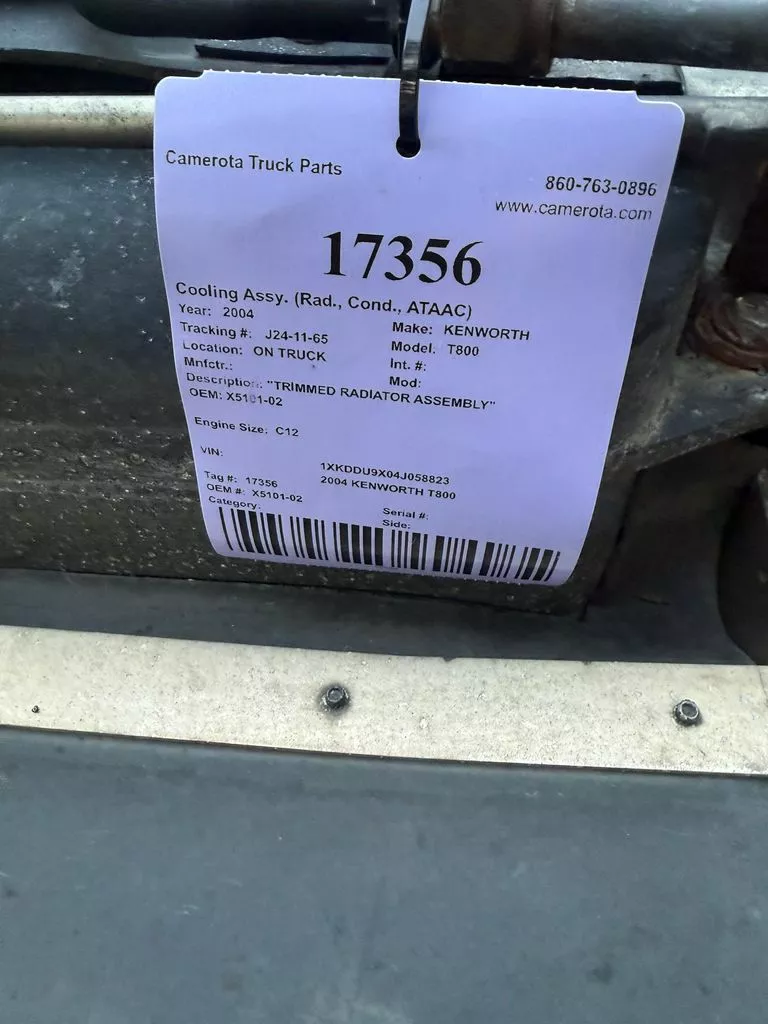 Camerota Truck Parts
860-763-0896
www.camerota.com
17356
Cooling Assy. (Rad., Cond., ATAAC)
Year: 2004 Make: KENWORTH
Tracking #: J24-11-65 Model. T800
Location: ON TRUCK Int. #:
Mnfctr.: Mod:
Description: "TRIMMED RADIATOR ASSEMBLY"
OEM: X5101-02
Engine Size: C12
VIN: 1XKDDU9X04J058823
Tag #: 17356 2004 KENWORTH T800
OEM #: X5101-02 Serial #:
Category: Side: